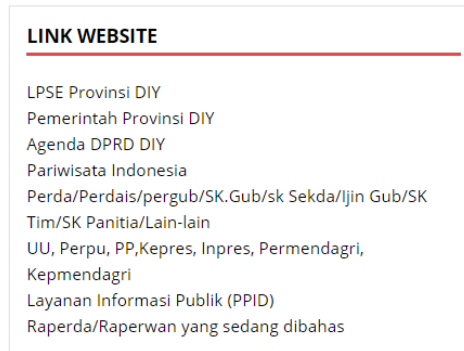 LINK WEBSITE
LPSE Provinsi DIY
Pemerintah Provinsi DIY
Agenda DPRD DIY
Pariwisata Indonesia
Perda/Perdais/pergub/SK.Gub/sk Sekda/Ijin Gub/SK
Tim/SK Panitia/Lain-lain
UU, Perpu, PP,Kepres, Inpres, Permendagri,
Kepmendagri
Layanan Informasi Publik (PPID)
Raperda/Raperwan yang sedang dibahas